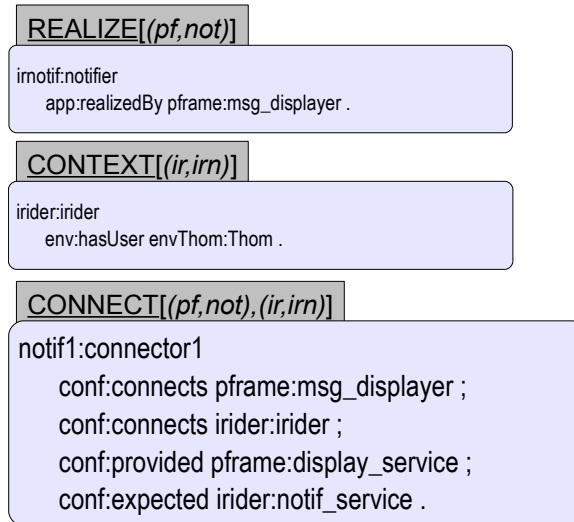 REALIZE[(pf,not)]
irnotif:notifier
app:realizedBy pframe:msg_displayer .
CONTEXT[(ir,irn)]
irider:irider
env:hasUser envThom:Thom .
CONNECT[(pf,not),(ir,irn)]
notif1:connector1
conf:connects pframe:msg_displayer ;
conf:connects irider:irider ;
conf:provided pframe:display_service ;
conf:expected irider:notif_service .